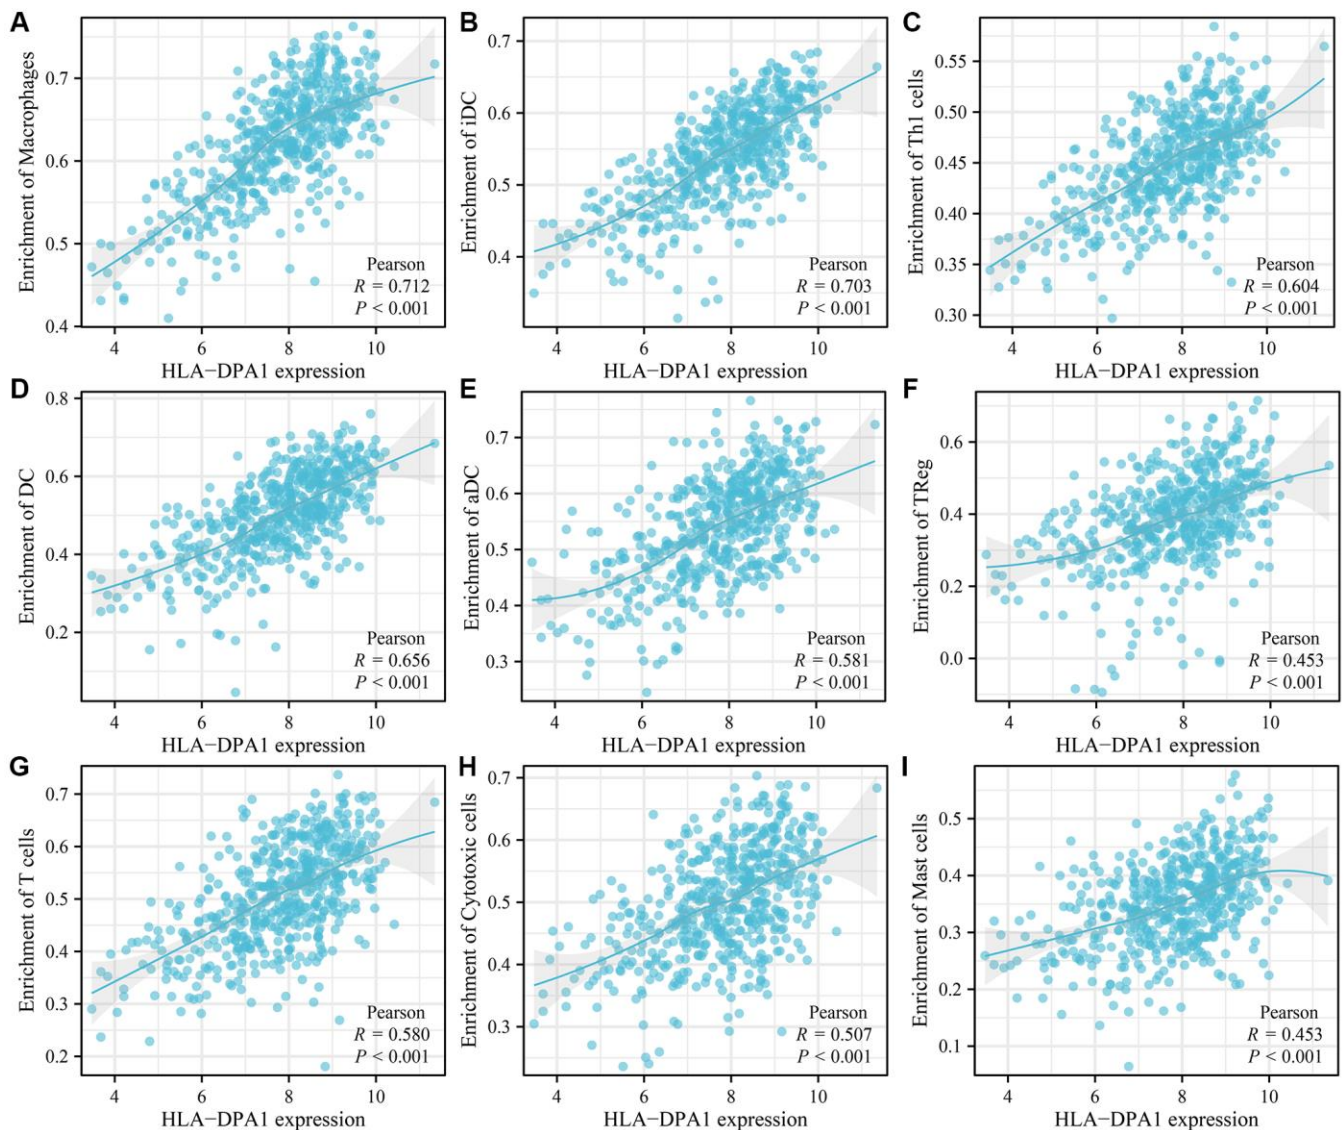 A
Enrichment of Macrophages
0.7
0.6
0.5
0.4
Pearson
R = 0.712
P < 0.001
4 6 8 10
HLA−DPA1 expression
B
Enrichment of iDC
0.7
0.6
0.5
0.4
Pearson
R = 0.703
P < 0.001
4 6 8 10
HLA−DPA1 expression
C
Enrichment of Th1 cells
0.55
0.50
0.45
0.40
0.35
0.30
Pearson
R = 0.604
P < 0.001
4 6 8 10
HLA−DPA1 expression
D
Enrichment of DC
0.8
0.6
0.4
0.2
Pearson
R = 0.656
P < 0.001
4 6 8 10
HLA−DPA1 expression
E
Enrichment of aDC
0.7
0.6
0.5
0.4
0.3
Pearson
R = 0.581
P < 0.001
4 6 8 10
HLA−DPA1 expression
F
Enrichment of TReg
0.6
0.4
0.2
0.0
Pearson
R = 0.453
P < 0.001
4 6 8 10
HLA−DPA1 expression
G
Enrichment of T cells
0.7
0.6
0.5
0.4
0.3
0.2
Pearson
R = 0.580
P < 0.001
4 6 8 10
HLA−DPA1 expression
H
Enrichment of Cytotoxic cells
0.7
0.6
0.5
0.4
0.3
Pearson
R = 0.507
P < 0.001
4 6 8 10
HLA−DPA1 expression
I
Enrichment of Mast cells
0.5
0.4
0.3
0.2
0.1
Pearson
R = 0.453
P < 0.001
4 6 8 10
HLA−DPA1 expression